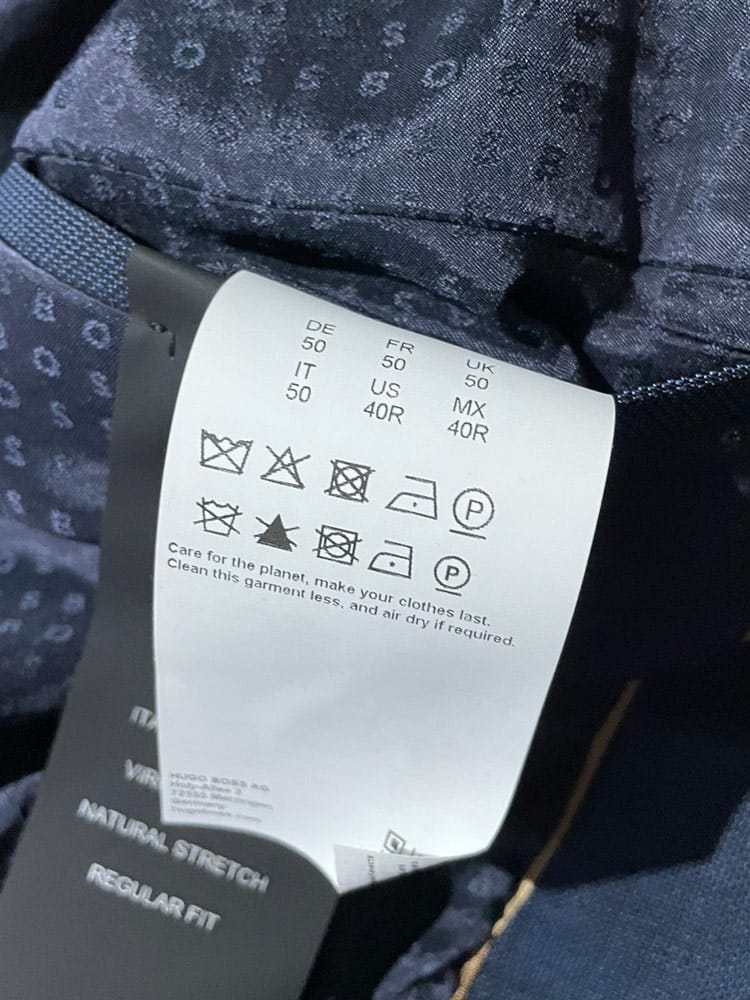 DE FR UK
50 50 50
IT US MX
50 40R 40R
P
P
Care for the planet, make your clothes last.
Clean this garment less, and air dry if required.
HUGO BOSS AG
Germany
NATURAL STRETCH
REGULAR FIT